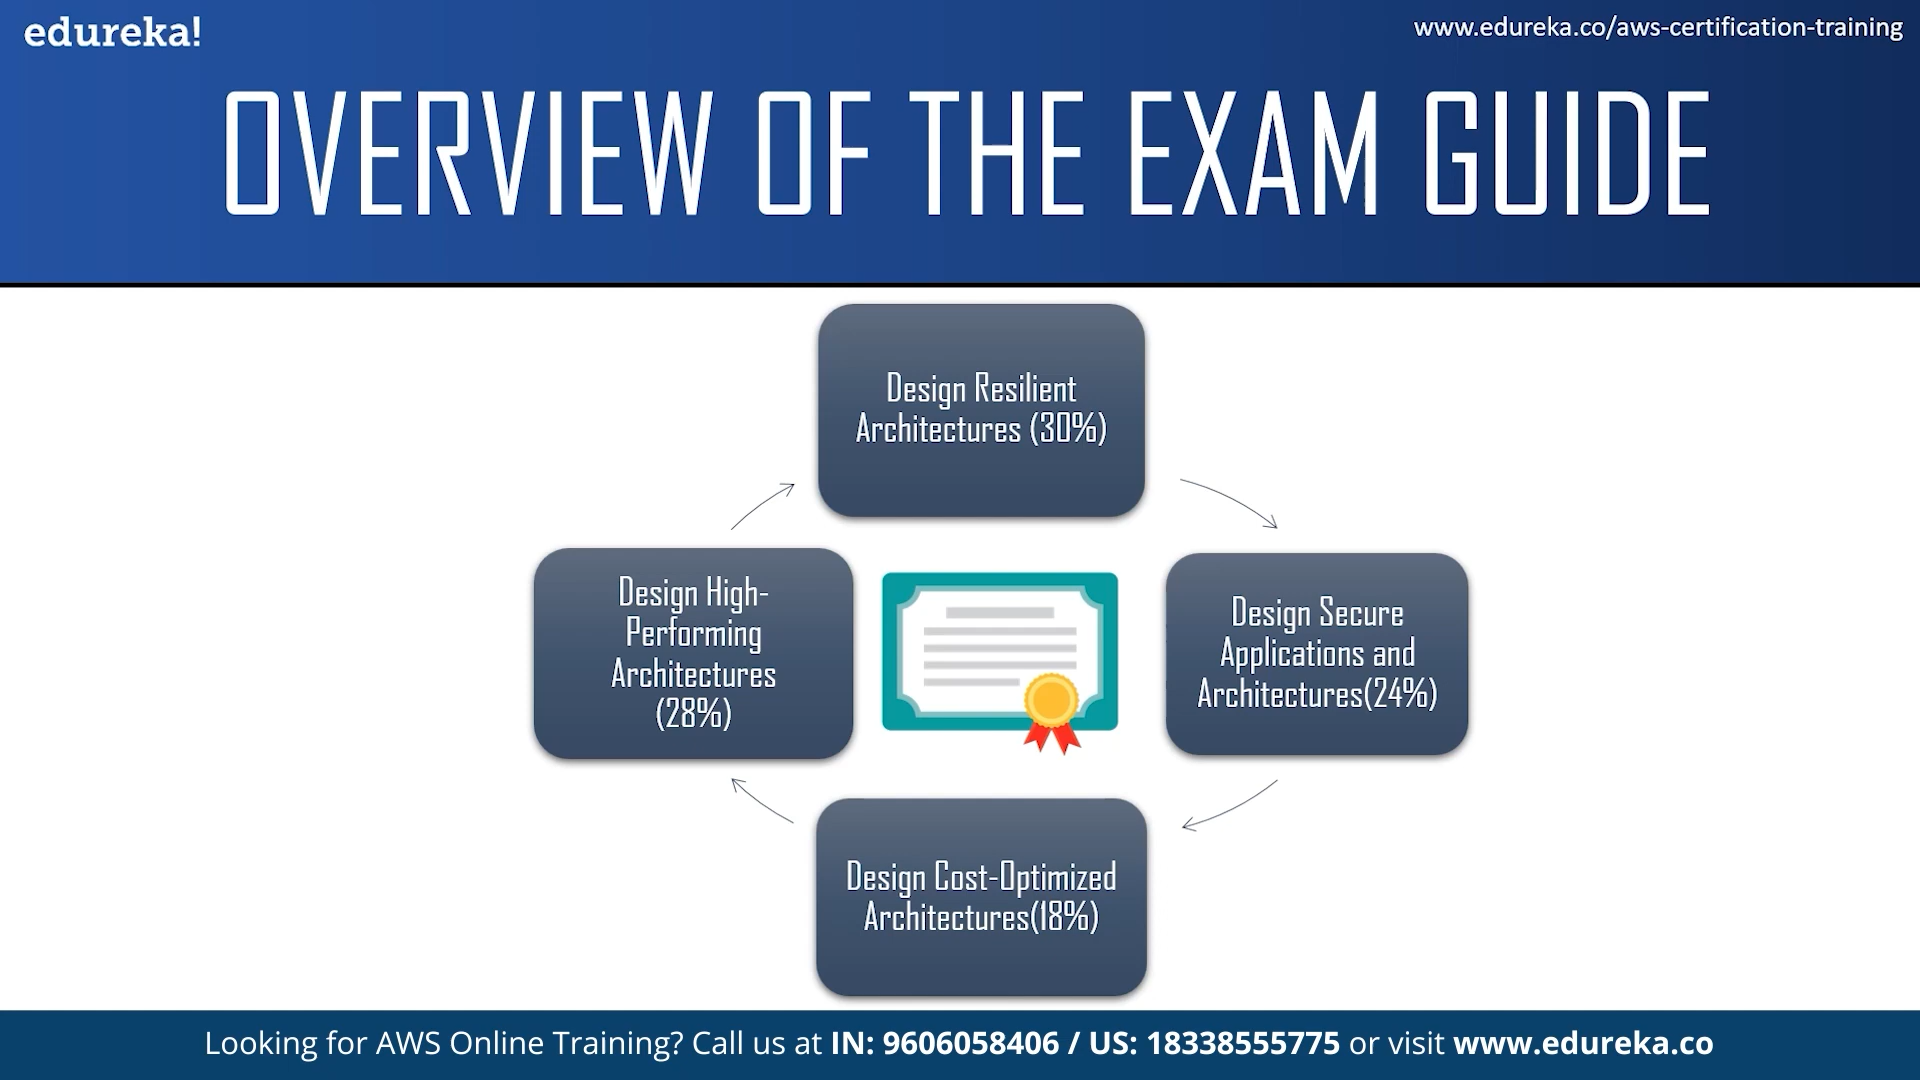 edureka!
www.edureka.co/aws-certification-training
OVERVIEW OF THE EXAM GUIDE
Design Resilient
Architectures (30%)
Design High-
Performing
Architectures
(28%)
Design Secure
Applications and
Architectures(24%)
Design Cost-Optimized
Architectures(18%)
Looking for AWS Online Training? Call us at IN: 9606058406 / US: 18338555775 or visit www.edureka.co